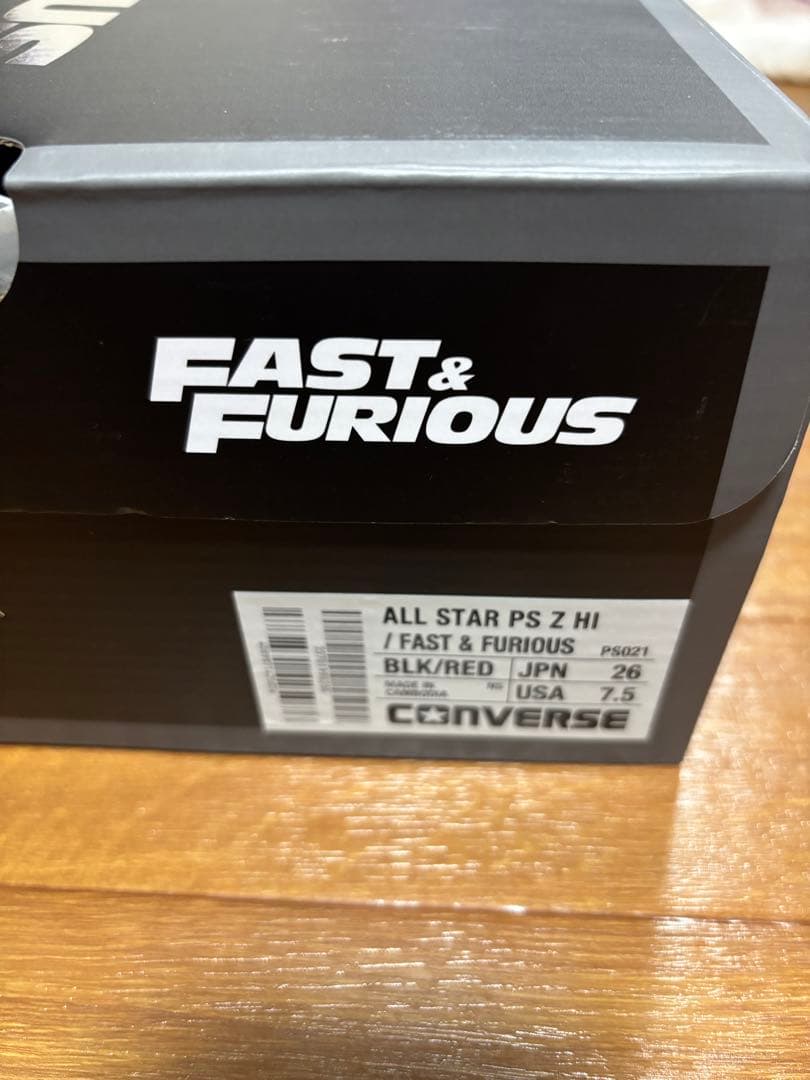 FAST &
FURIOUS
ALL STAR PS Z HI
/ FAST & FURIOUS PS021
BLK/RED JPN 26
MADE IN
CAMBODIA
USA 7.5
CONVERSE